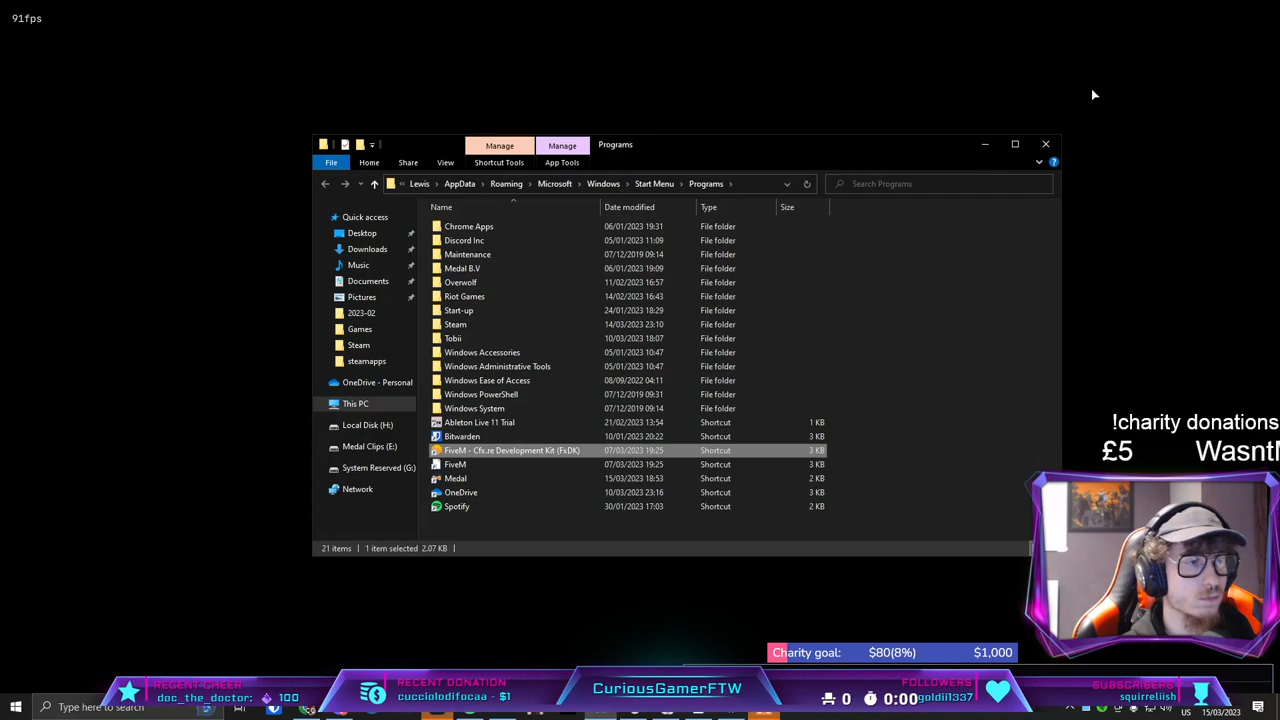 91fps
Manage
Manage
Programs
File
Home
Share
View
Shortcut Tools
App Tools
« Lewis › AppData › Roaming › Microsoft › Windows › Start Menu › Programs ›
Search Programs
Name
Date modified
Type
Size
Quick access
Desktop
Downloads
Music
Documents
Pictures
2023-02
Games
Steam
steamapps
OneDrive - Personal
This PC
Local Disk (H:)
Medal Clips (E:)
System Reserved (G:)
Network
Chrome Apps 06/01/2023 19:31 File folder
Discord Inc 05/01/2023 11:09 File folder
Maintenance 07/12/2019 09:14 File folder
Medal B.V 06/01/2023 19:09 File folder
Overwolf 11/02/2023 16:57 File folder
Riot Games 14/02/2023 16:43 File folder
Start-up 24/01/2023 18:29 File folder
Steam 14/03/2023 23:10 File folder
Tobii 10/03/2023 18:07 File folder
Windows Accessories 05/01/2023 10:47 File folder
Windows Administrative Tools 05/01/2023 10:47 File folder
Windows Ease of Access 08/09/2022 04:11 File folder
Windows PowerShell 07/12/2019 09:31 File folder
Windows System 07/12/2019 09:14 File folder
Ableton Live 11 Trial 21/02/2023 13:54 Shortcut 1 KB
Bitwarden 10/01/2023 20:22 Shortcut 3 KB
FiveM - Cfx.re Development Kit (FxDK) 07/03/2023 19:25 Shortcut 3 KB
FiveM 07/03/2023 19:25 Shortcut 3 KB
Medal 15/03/2023 18:53 Shortcut 2 KB
OneDrive 10/03/2023 23:16 Shortcut 3 KB
Spotify 30/01/2023 17:03 Shortcut 2 KB
21 items
1 item selected 2.07 KB
!charity donations
£5 WasntM
Charity goal: $80(8%) $1,000
RECENT CHEER
doc_the_doctor: 100
RECENT DONATION
cucciolodifocaa - $1
CuriousGamerFTW
0
0:00
FOLLOWERS
goldii1337
SUBSCRIBERS
squirrelish
Type here to search
US
15/03/2023